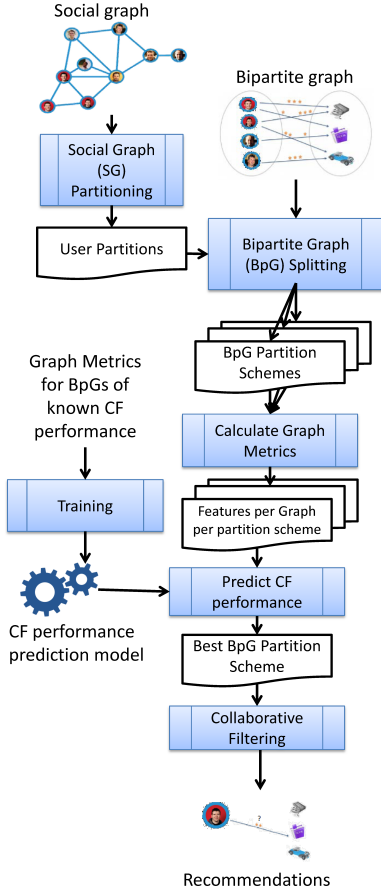 Social graph
Bipartite graph
Social Graph
(SG)
Partitioning
User Partitions
Bipartite Graph
(BpG) Splitting
BpG Partition
Schemes
Graph Metrics
for BpGs of
known CF
performance
Calculate Graph
Metrics
Training
Features per Graph
per partition scheme
CF performance
prediction model
Predict CF
performance
Best BpG Partition
Scheme
Collaborative
Filtering
?
Recommendations